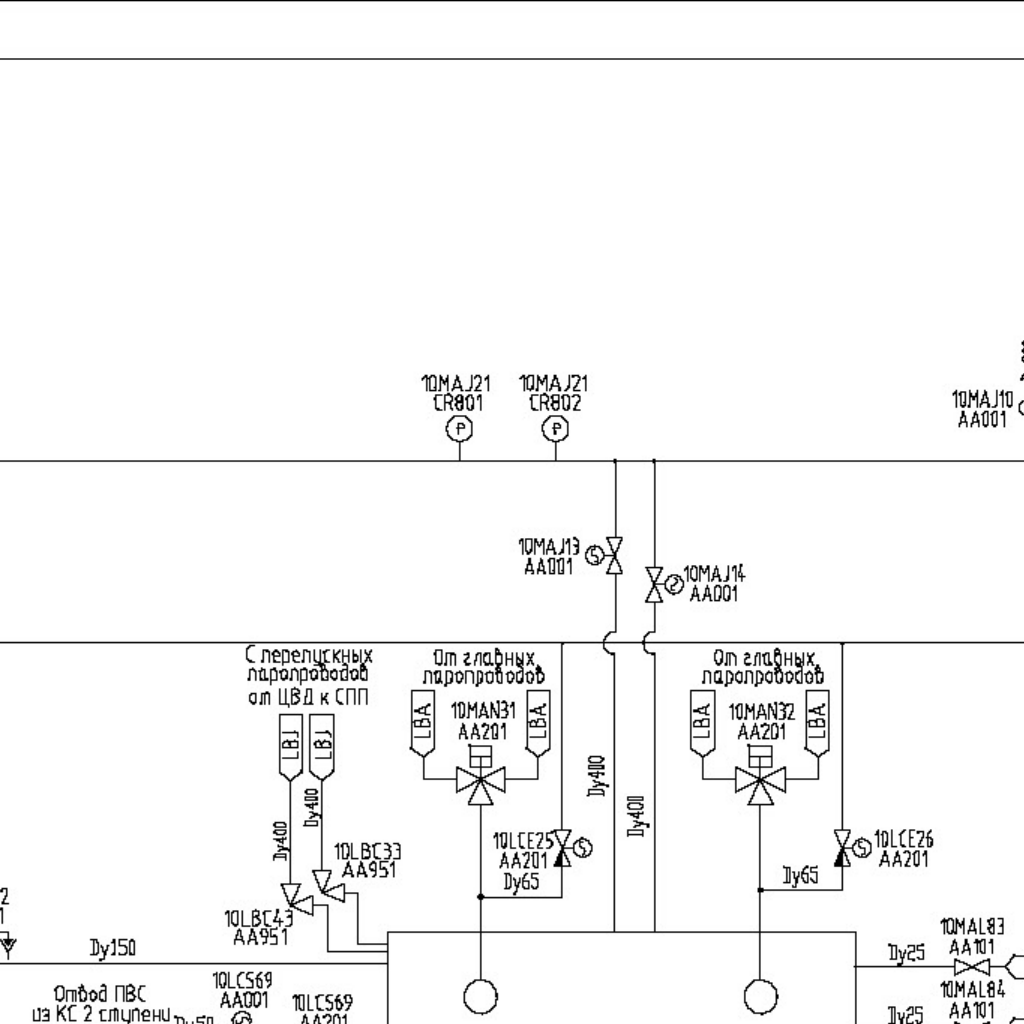 10MAJ21
CR801
10MAJ21
CR802
P
P
10MAJ10
AA001
10MAJ13
AA001
10MAJ14
AA001
С перепускных
паропроводов
от ЦВД к СПП
От главных
паропроводов
От главных
паропроводов
LBJ
LBJ
LBA
LBA
LBA
LBA
10MAN31
AA201
10MAN32
AA201
Dy400
Dy400
Dy400
Dy400
10LBC33
AA951
10LCE25
AA201
Dy65
10LCE26
AA201
Dy65
10LBC43
AA951
Dy150
10MAL83
AA101
Dy25
10LCS69
AA001
10LCS69
AA201
Отвод ПВС
из КС 2 ступени
Dy50
10MAL84
AA101
Dy25